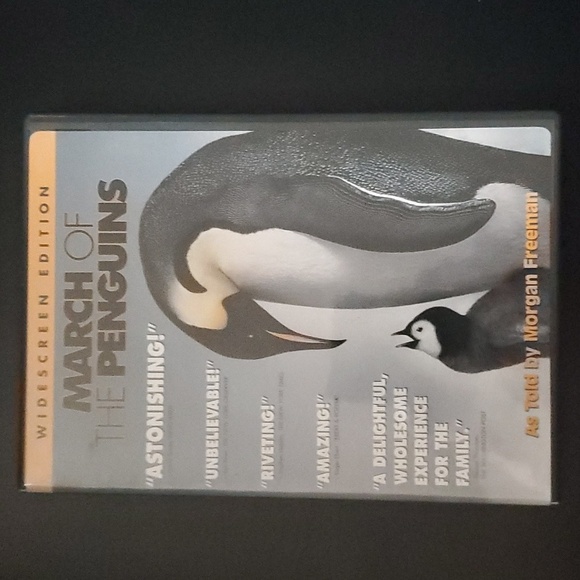 WIDESCREEN EDITION
MARCH OF
THE PENGUINS
"ASTONISHING!"
"UNBELIEVABLE!"
"RIVETING!"
"AMAZING!"
"A DELIGHTFUL,
WHOLESOME
EXPERIENCE
FOR THE
FAMILY."
As Told by Morgan Freeman